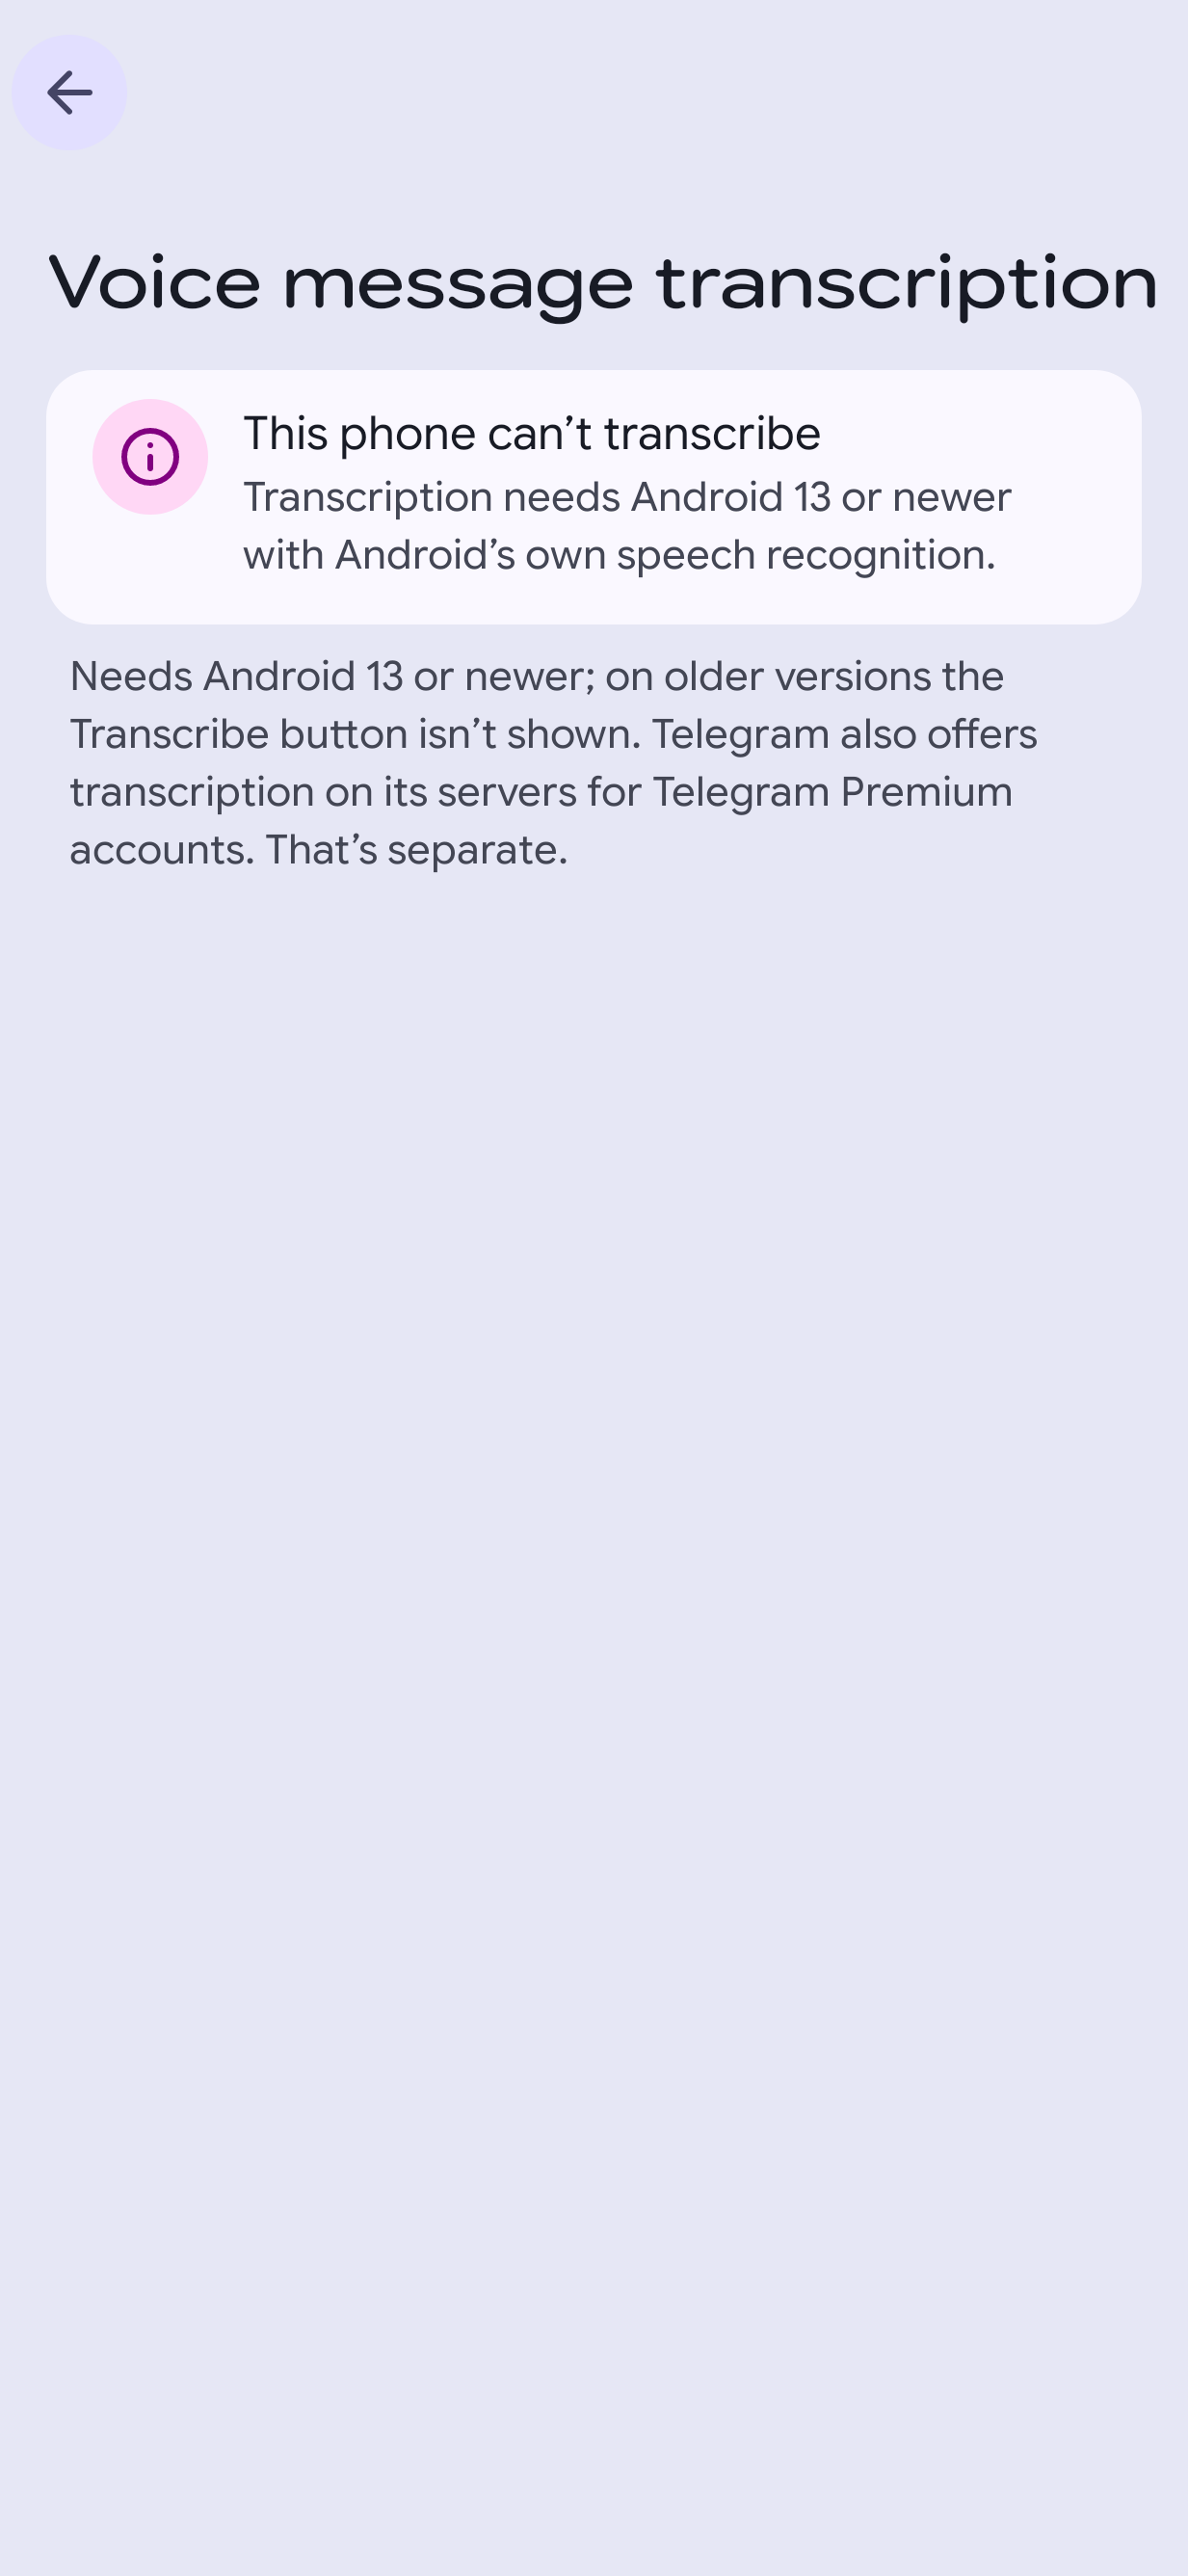 Voice message transcription
This phone can’t transcribe
Transcription needs Android 13 or newer
with Android’s own speech recognition.
Needs Android 13 or newer; on older versions the
Transcribe button isn’t shown. Telegram also offers
transcription on its servers for Telegram Premium
accounts. That’s separate.